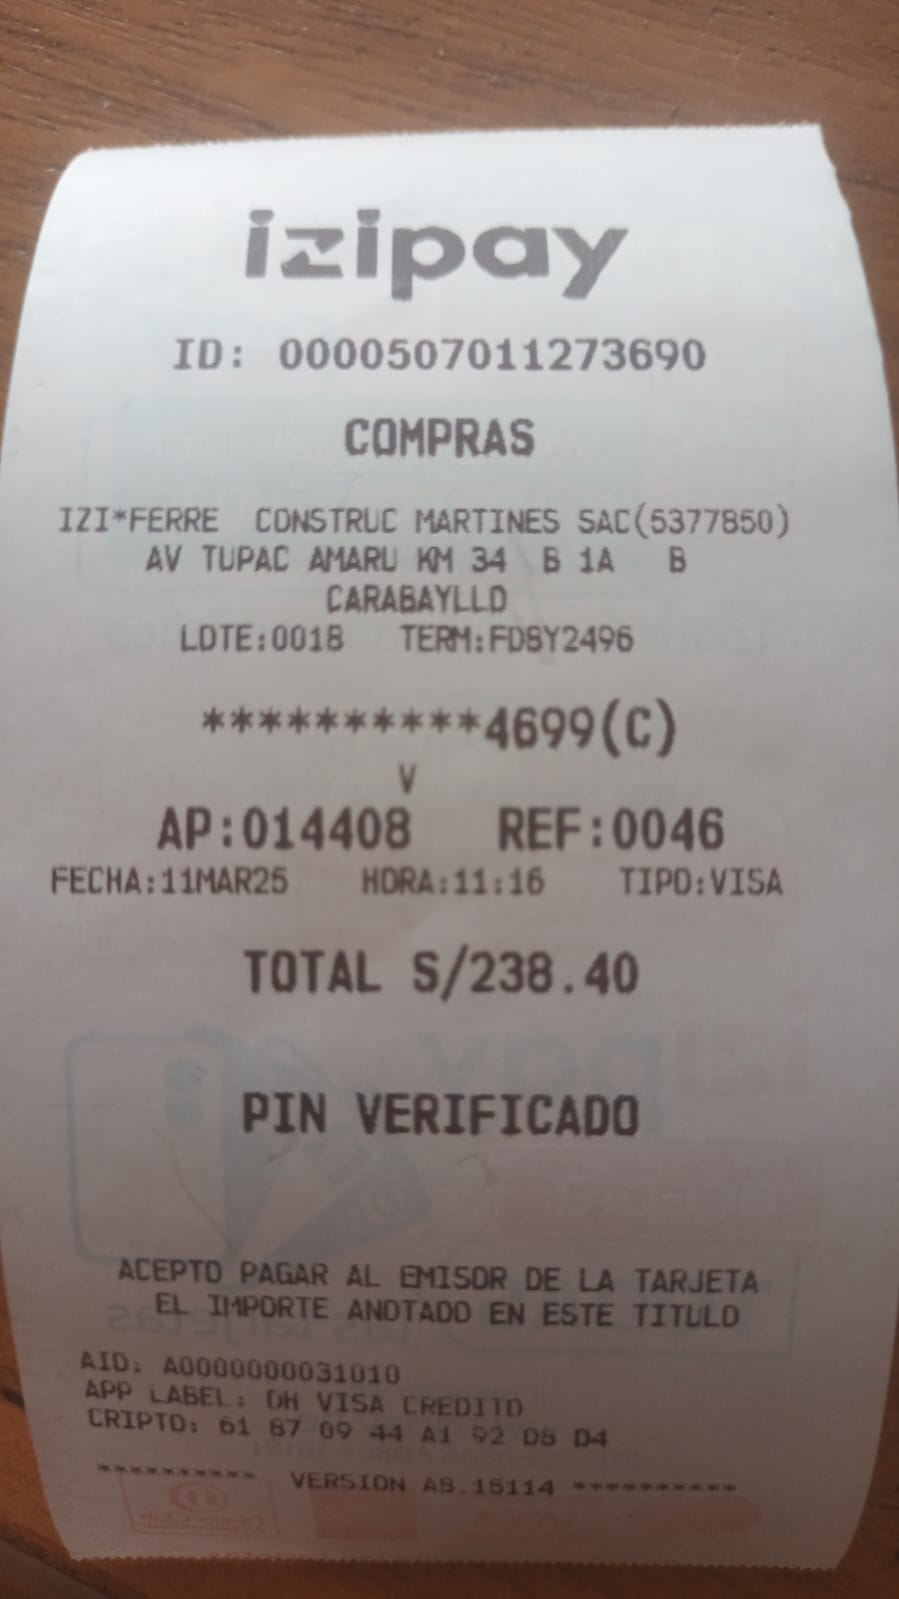 izipay
ID: 0000507011273690
COMPRAS
IZI*FERRE CONSTRUC MARTINES SAC(5377850)
AV TUPAC AMARU KM 34 B 1A B
CARABAYLLO
LOTE:0018 TERM:FD8Y2496
**********4699(C)
V
AP:014408 REF:0046
FECHA:11MAR25 HORA:11:16 TIPO:VISA
TOTAL S/238.40
PIN VERIFICADO
ACEPTO PAGAR AL EMISOR DE LA TARJETA
EL IMPORTE ANOTADO EN ESTE TITULO
AID: A0000000031010
APP LABEL: OH VISA CREDITO
CRIPTO: 61 87 09 44 A1 92 D8 D4
********** VERSION AS.15114 **********